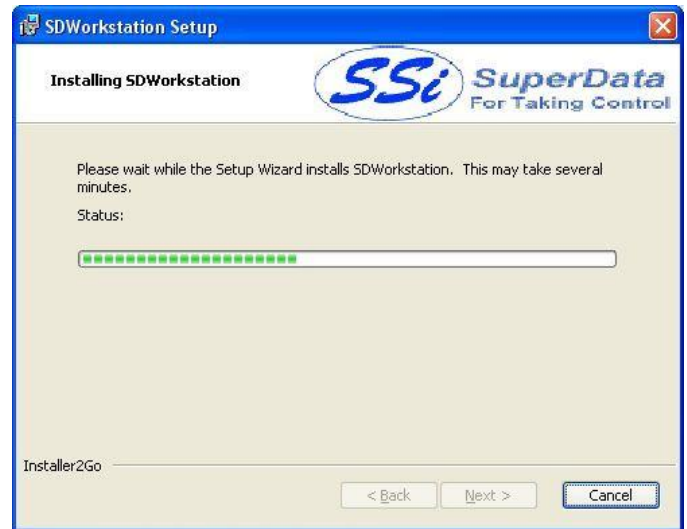 SDWorkstation Setup
Installing SDWorkstation
SSi
SuperData
For Taking Control
Please wait while the Setup Wizard installs SDWorkstation. This may take several
minutes.
Status:
Installer2Go
< Back
Next >
Cancel